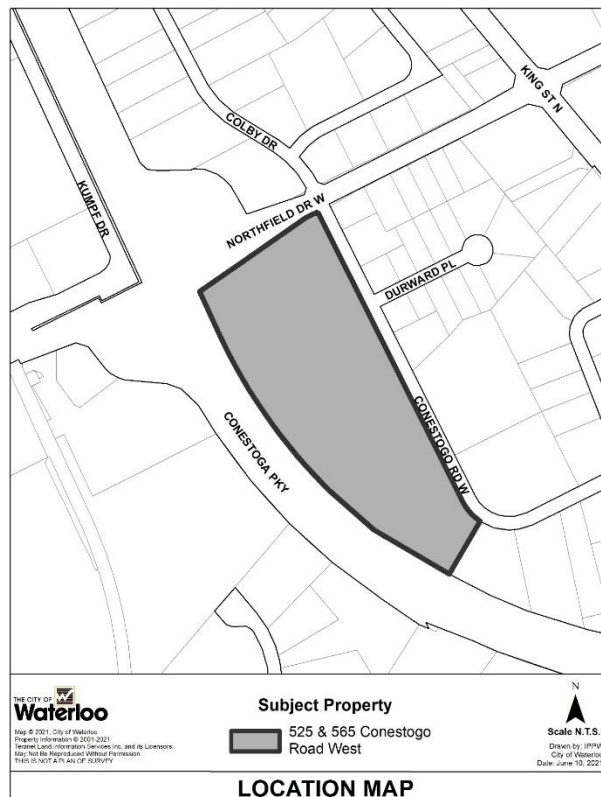 COLBY DR
KING ST N
KUMPF DR
NORTHFIELD DR W
DURWARD PL
CONESTOGO RD W
CONESTOGA PKY
THE CITY OF
Waterloo
Map © 2021, City of Waterloo
Property Information © 2001-2021
Teranet Land Information Services Inc. and its Licensors
May Not Be Reproduced Without Permission.
THIS IS NOT A PLAN OF SURVEY
Subject Property
525 & 565 Conestogo
Road West
N
Scale N.T.S.
Drawn by: IPPW
City of Waterloo
Date: June 10, 2021
LOCATION MAP